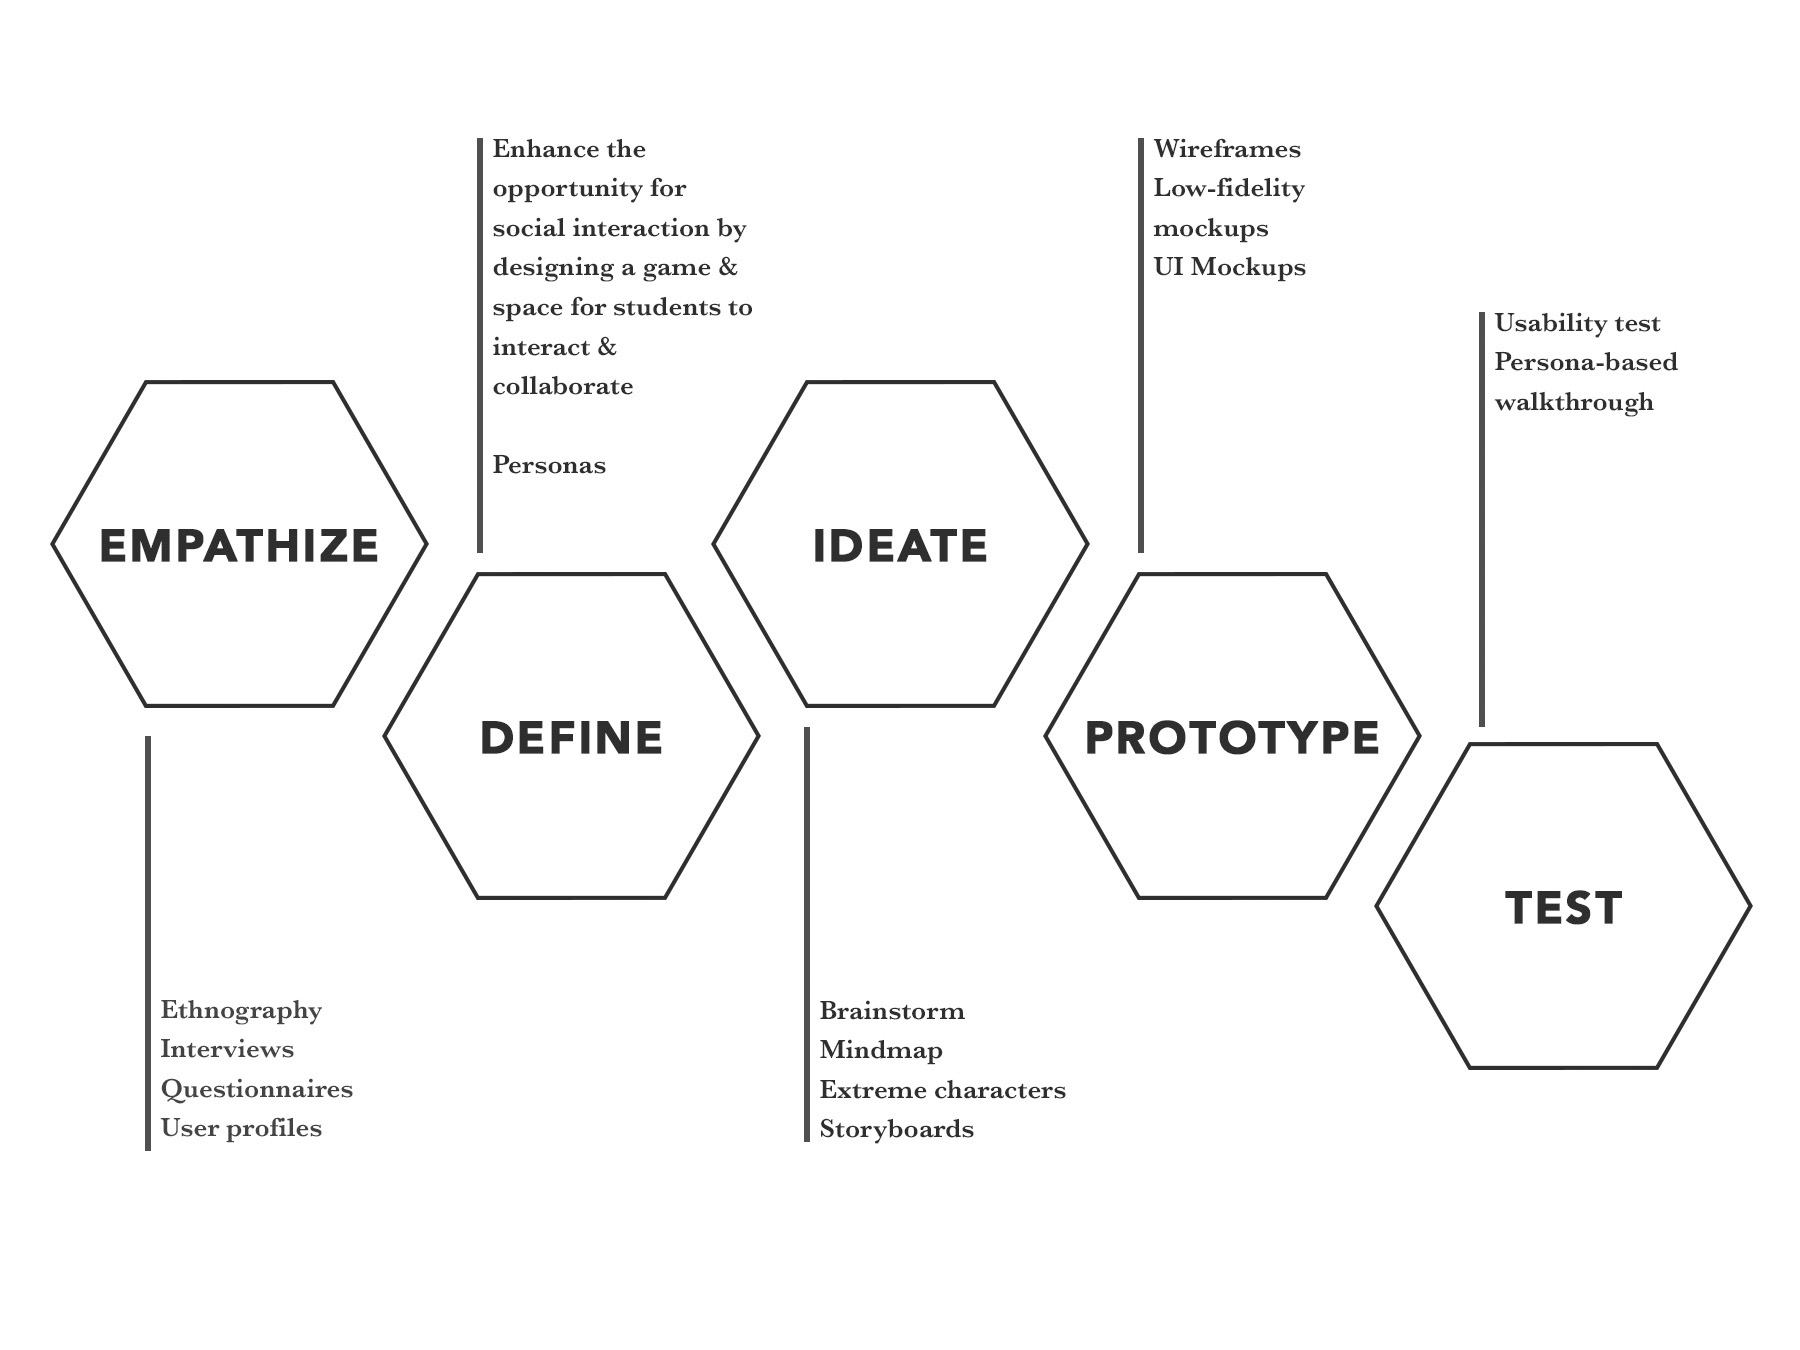 Enhance the
opportunity for
social interaction by
designing a game &
space for students to
interact &
collaborate
Personas
Wireframes
Low-fidelity
mockups
UI Mockups
Usability test
Persona-based
walkthrough
EMPATHIZE
DEFINE
IDEATE
PROTOTYPE
TEST
Ethnography
Interviews
Questionnaires
User profiles
Brainstorm
Mindmap
Extreme characters
Storyboards